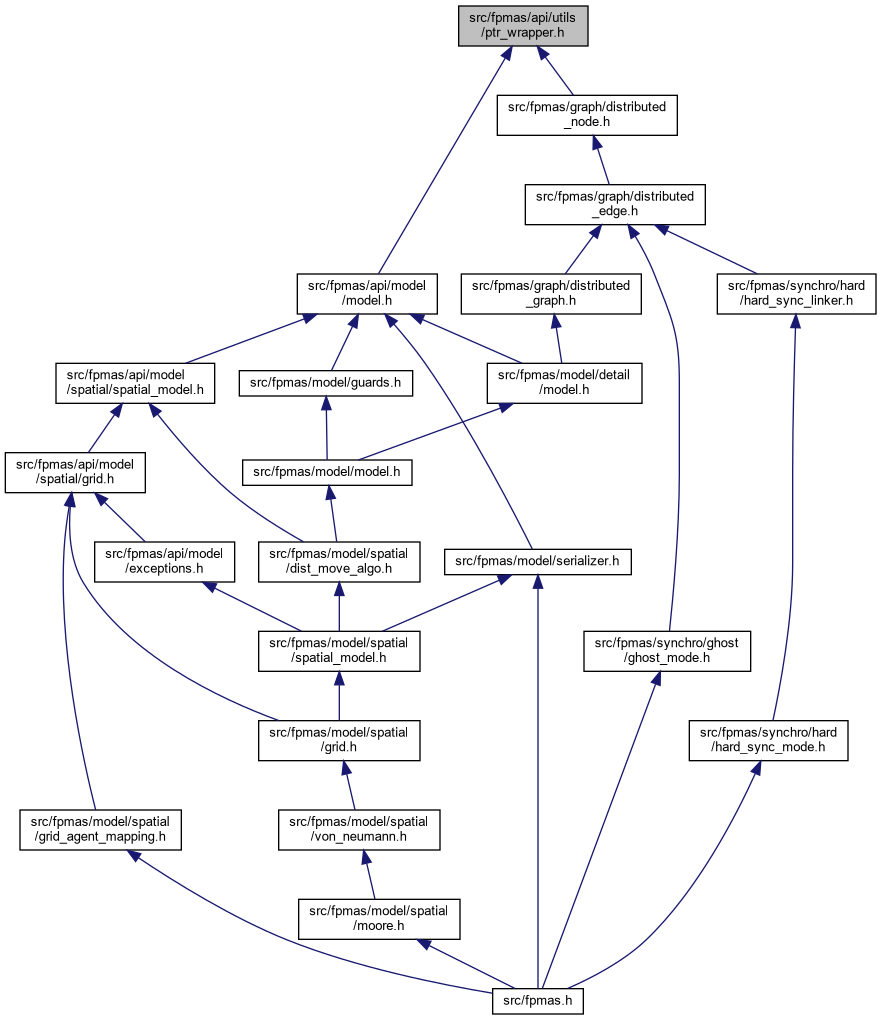 src/fpmas/api/utils
/ptr_wrapper.h
src/fpmas/graph/distributed
_node.h
src/fpmas/graph/distributed
_edge.h
src/fpmas/api/model
/model.h
src/fpmas/graph/distributed
_graph.h
src/fpmas/synchro/hard
/hard_sync_linker.h
src/fpmas/api/model
/spatial/spatial_model.h
src/fpmas/model/guards.h
src/fpmas/model/detail
/model.h
src/fpmas/api/model
/spatial/grid.h
src/fpmas/model/model.h
src/fpmas/api/model
/exceptions.h
src/fpmas/model/spatial
/dist_move_algo.h
src/fpmas/model/serializer.h
src/fpmas/model/spatial
/spatial_model.h
src/fpmas/synchro/ghost
/ghost_mode.h
src/fpmas/model/spatial
/grid.h
src/fpmas/synchro/hard
/hard_sync_mode.h
src/fpmas/model/spatial
/grid_agent_mapping.h
src/fpmas/model/spatial
/von_neumann.h
src/fpmas/model/spatial
/moore.h
src/fpmas.h